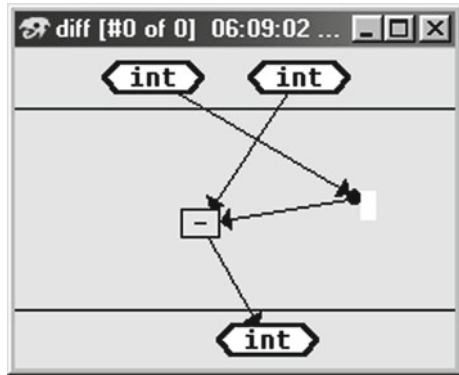 diff [#0 of 0] 06:09:02 ...
int int
-
int